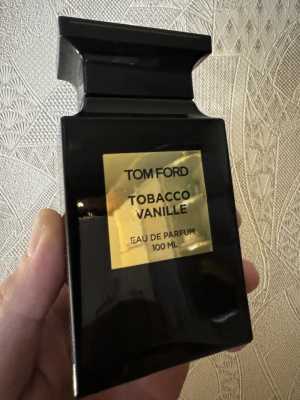 TOM FORD
TOBACCO
VANILLE
EAU DE PARFUM
100 ML